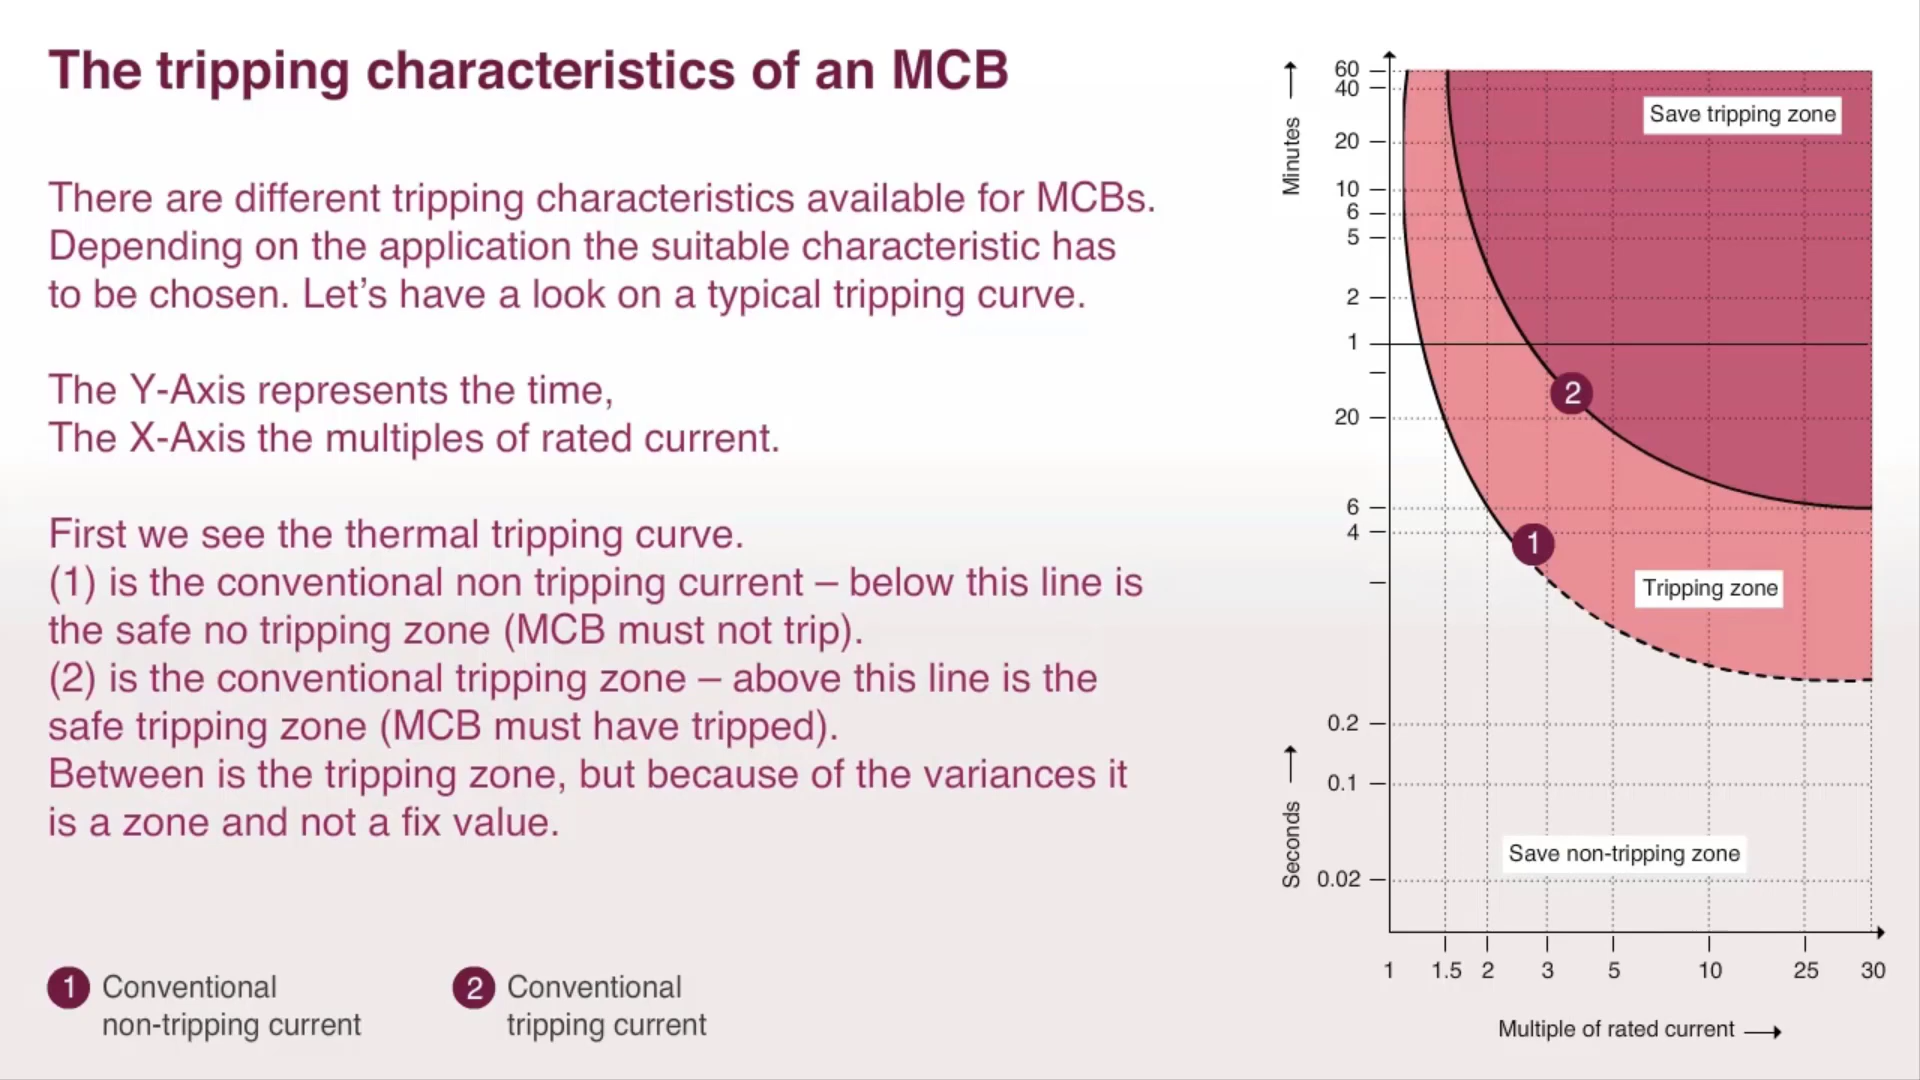 The tripping characteristics of an MCB
There are different tripping characteristics available for MCBs.
Depending on the application the suitable characteristic has
to be chosen. Let’s have a look on a typical tripping curve.
The Y-Axis represents the time,
The X-Axis the multiples of rated current.
First we see the thermal tripping curve.
(1) is the conventional non tripping current – below this line is
the safe no tripping zone (MCB must not trip).
(2) is the conventional tripping zone – above this line is the
safe tripping zone (MCB must have tripped).
Between is the tripping zone, but because of the variances it
is a zone and not a fix value.
1 Conventional
non-tripping current
2 Conventional
tripping current
Minutes
60
40
20
10
6
5
2
1
20
6
4
0.2
0.1
0.02
Seconds
Save tripping zone
2
1
Tripping zone
Save non-tripping zone
1 1.5 2 3 5 10 25 30
Multiple of rated current